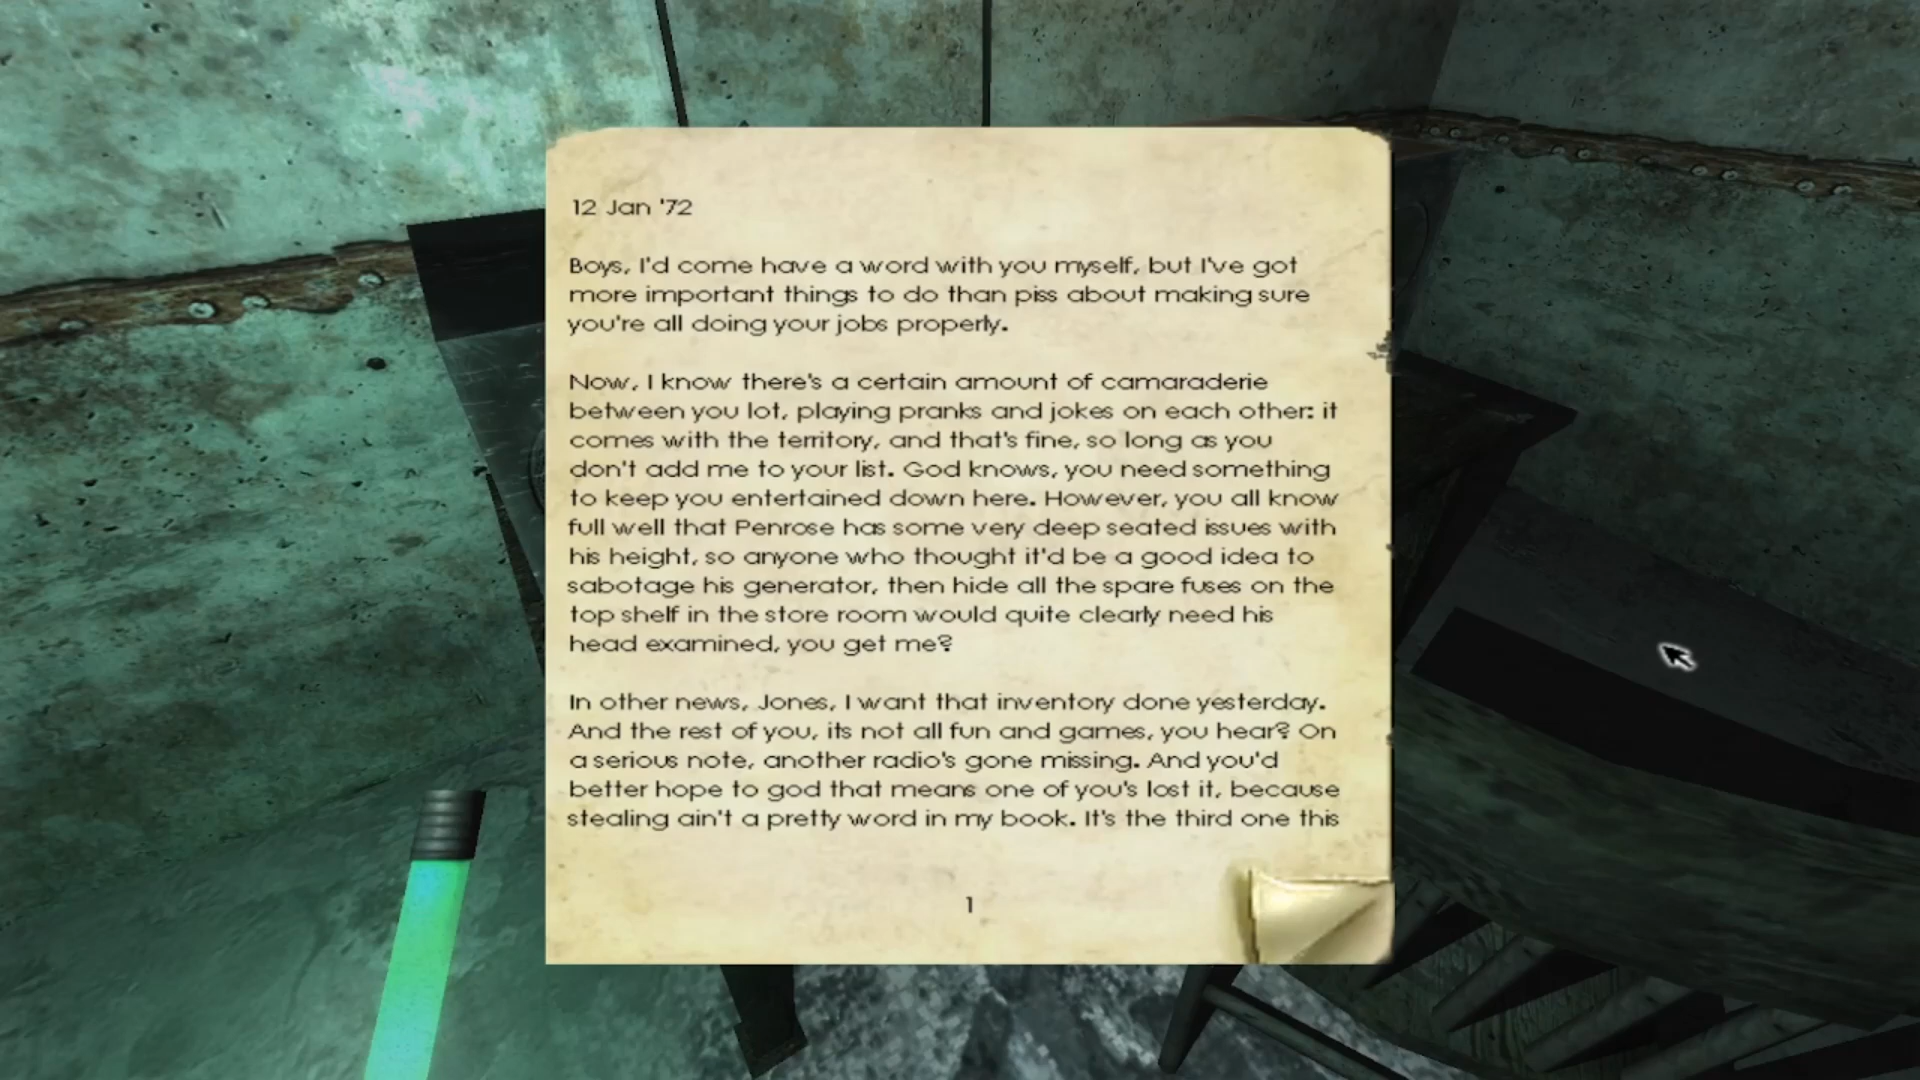 12 Jan '72
Boys, I'd come have a word with you myself, but I've got
more important things to do than piss about making sure
you're all doing your jobs properly.
Now, I know there's a certain amount of camaraderie
between you lot, playing pranks and jokes on each other: it
comes with the territory, and that's fine, so long as you
don't add me to your list. God knows, you need something
to keep you entertained down here. However, you all know
full well that Penrose has some very deep seated issues with
his height, so anyone who thought it'd be a good idea to
sabotage his generator, then hide all the spare fuses on the
top shelf in the store room would quite clearly need his
head examined, you get me?
In other news, Jones, I want that inventory done yesterday.
And the rest of you, its not all fun and games, you hear? On
a serious note, another radio's gone missing. And you'd
better hope to god that means one of you's lost it, because
stealing ain't a pretty word in my book. It's the third one this
1